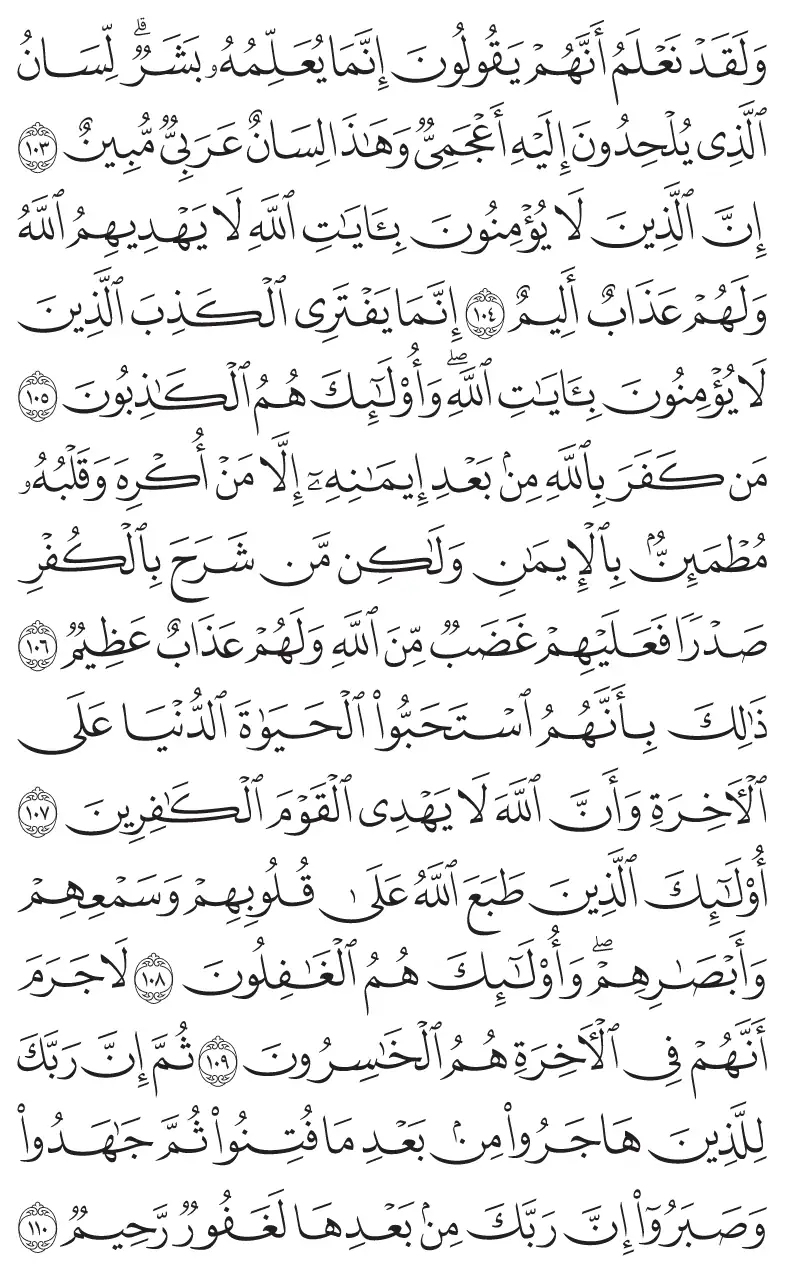 وَلَقَدْ نَعْلَمُ أَنَّهُمْ يَقُولُونَ إِنَّمَا يُعَلِّمُهُۥ بَشَرٌۗ لِّسَانُ
ٱلَّذِى يُلْحِدُونَ إِلَيْهِ أَعْجَمِىٌّ وَهَـٰذَا لِسَانٌ عَرَبِىٌّ مُّبِينٌ ١٠٣
إِنَّ ٱلَّذِينَ لَا يُؤْمِنُونَ بِـَٔايَـٰتِ ٱللَّهِ لَا يَهْدِيهِمُ ٱللَّهُ
وَلَهُمْ عَذَابٌ أَلِيمٌ ١٠٤ إِنَّمَا يَفْتَرِى ٱلْكَذِبَ ٱلَّذِينَ
لَا يُؤْمِنُونَ بِـَٔايَـٰتِ ٱللَّهِۖ وَأُو۟لَـٰٓئِكَ هُمُ ٱلْكَـٰذِبُونَ ١٠٥
مَن كَفَرَ بِٱللَّهِ مِنۢ بَعْدِ إِيمَـٰنِهِۦٓ إِلَّا مَنْ أُكْرِهَ وَقَلْبُهُۥ
مُطْمَئِنٌّۢ بِٱلْإِيمَـٰنِ وَلَـٰكِن مَّن شَرَحَ بِٱلْكُفْرِ
صَدْرًا فَعَلَيْهِمْ غَضَبٌ مِّنَ ٱللَّهِ وَلَهُمْ عَذَابٌ عَظِيمٌ ١٠٦
ذَٰلِكَ بِأَنَّهُمُ ٱسْتَحَبُّوا۟ ٱلْحَيَوٰةَ ٱلدُّنْيَا عَلَى
ٱلْـَٔاخِرَةِ وَأَنَّ ٱللَّهَ لَا يَهْدِى ٱلْقَوْمَ ٱلْكَـٰفِرِينَ ١٠٧
أُو۟لَـٰٓئِكَ ٱلَّذِينَ طَبَعَ ٱللَّهُ عَلَىٰ قُلُوبِهِمْ وَسَمْعِهِمْ
وَأَبْصَـٰرِهِمْۖ وَأُو۟لَـٰٓئِكَ هُمُ ٱلْغَـٰفِلُونَ ١٠٨ لَا جَرَمَ
أَنَّهُمْ فِى ٱلْـَٔاخِرَةِ هُمُ ٱلْخَـٰسِرُونَ ١٠٩ ثُمَّ إِنَّ رَبَّكَ
لِلَّذِينَ هَاجَرُوا۟ مِنۢ بَعْدِ مَا فُتِنُوا۟ ثُمَّ جَـٰهَدُوا۟
وَصَبَرُوٓا۟ إِنَّ رَبَّكَ مِنۢ بَعْدِهَا لَغَفُورٌ رَّحِيمٌ ١١٠